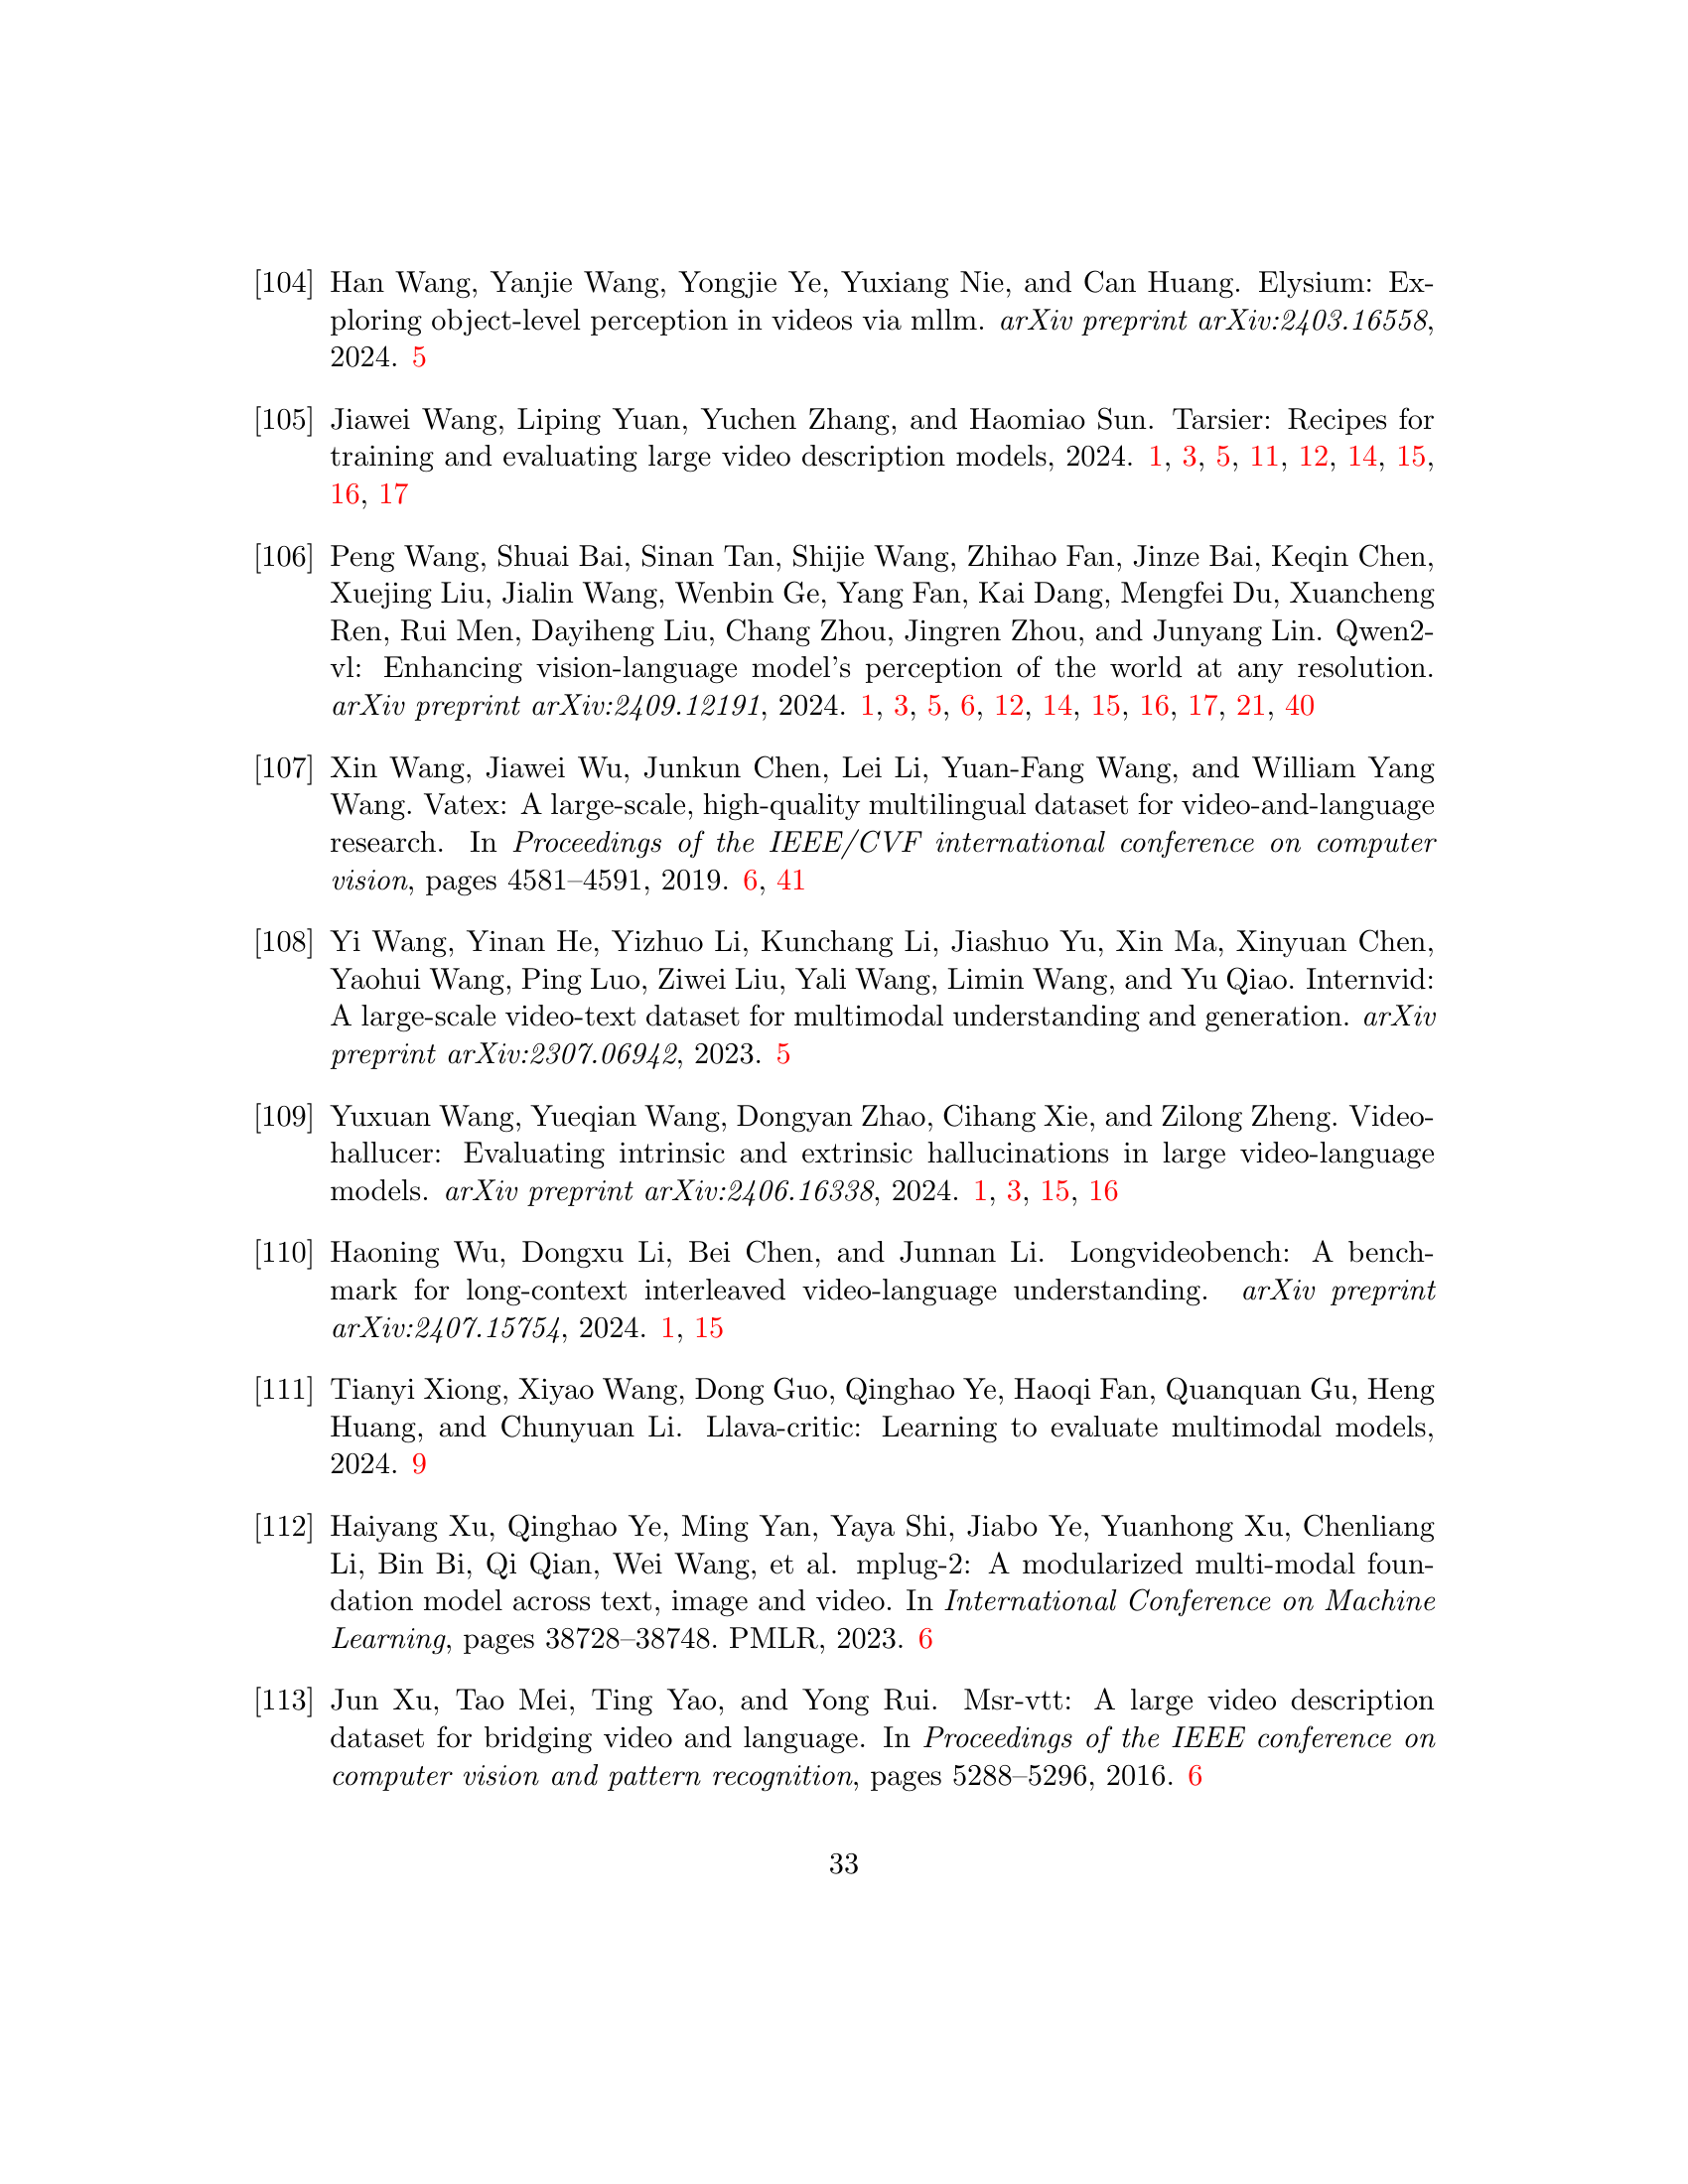 [104] Han Wang, Yanjie Wang, Yongjie Ye, Yuxiang Nie, and Can Huang. Elysium: Ex-
ploring object-level perception in videos via mllm. arXiv preprint arXiv:2403.16558,
2024. 5
[105] Jiawei Wang, Liping Yuan, Yuchen Zhang, and Haomiao Sun. Tarsier: Recipes for
training and evaluating large video description models, 2024. 1, 3, 5, 11, 12, 14, 15,
16, 17
[106] Peng Wang, Shuai Bai, Sinan Tan, Shijie Wang, Zhihao Fan, Jinze Bai, Keqin Chen,
Xuejing Liu, Jialin Wang, Wenbin Ge, Yang Fan, Kai Dang, Mengfei Du, Xuancheng
Ren, Rui Men, Dayiheng Liu, Chang Zhou, Jingren Zhou, and Junyang Lin. Qwen2-
vl: Enhancing vision-language model's perception of the world at any resolution.
arXiv preprint arXiv:2409.12191, 2024. 1, 3, 5, 6, 12, 14, 15, 16, 17, 21, 40
[107] Xin Wang, Jiawei Wu, Junkun Chen, Lei Li, Yuan-Fang Wang, and William Yang
Wang. Vatex: A large-scale, high-quality multilingual dataset for video-and-language
research. In Proceedings of the IEEE/CVF international conference on computer
vision, pages 4581–4591, 2019. 6, 41
[108] Yi Wang, Yinan He, Yizhuo Li, Kunchang Li, Jiashuo Yu, Xin Ma, Xinyuan Chen,
Yaohui Wang, Ping Luo, Ziwei Liu, Yali Wang, Limin Wang, and Yu Qiao. Internvid:
A large-scale video-text dataset for multimodal understanding and generation. arXiv
preprint arXiv:2307.06942, 2023. 5
[109] Yuxuan Wang, Yueqian Wang, Dongyan Zhao, Cihang Xie, and Zilong Zheng. Video-
hallucer: Evaluating intrinsic and extrinsic hallucinations in large video-language
models. arXiv preprint arXiv:2406.16338, 2024. 1, 3, 15, 16
[110] Haoning Wu, Dongxu Li, Bei Chen, and Junnan Li. Longvideobench: A bench-
mark for long-context interleaved video-language understanding. arXiv preprint
arXiv:2407.15754, 2024. 1, 15
[111] Tianyi Xiong, Xiyao Wang, Dong Guo, Qinghao Ye, Haoqi Fan, Quanquan Gu, Heng
Huang, and Chunyuan Li. Llava-critic: Learning to evaluate multimodal models,
2024. 9
[112] Haiyang Xu, Qinghao Ye, Ming Yan, Yaya Shi, Jiabo Ye, Yuanhong Xu, Chenliang
Li, Bin Bi, Qi Qian, Wei Wang, et al. mplug-2: A modularized multi-modal foun-
dation model across text, image and video. In International Conference on Machine
Learning, pages 38728–38748. PMLR, 2023. 6
[113] Jun Xu, Tao Mei, Ting Yao, and Yong Rui. Msr-vtt: A large video description
dataset for bridging video and language. In Proceedings of the IEEE conference on
computer vision and pattern recognition, pages 5288–5296, 2016. 6
33